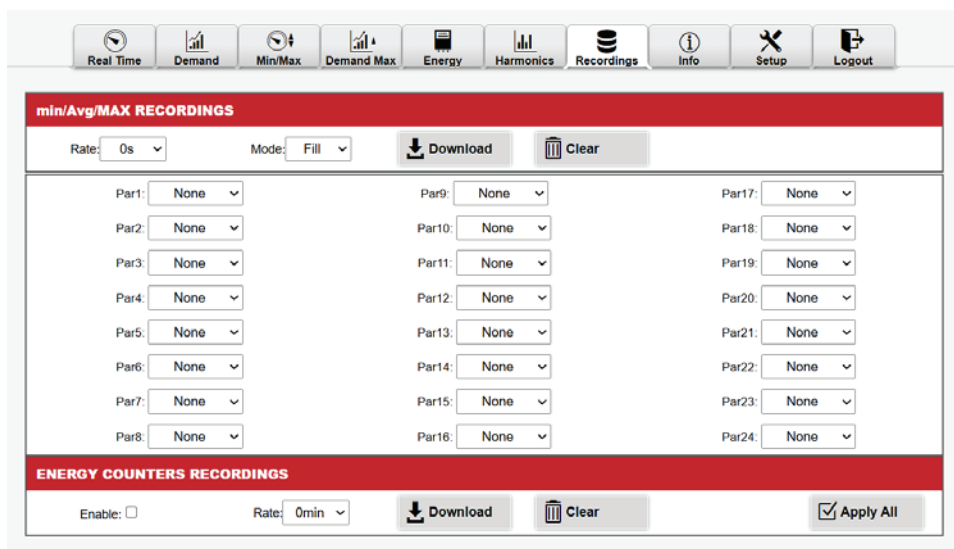 Real Time Demand Min/Max Demand Max Energy Harmonics Recordings Info Setup Logout
min/Avg/MAX RECORDINGS
Rate: 0s Mode: Fill Download Clear
Par1: None Par9: None Par17: None
Par2: None Par10: None Par18: None
Par3: None Par11: None Par19: None
Par4: None Par12: None Par20: None
Par5: None Par13: None Par21: None
Par6: None Par14: None Par22: None
Par7: None Par15: None Par23: None
Par8: None Par16: None Par24: None
ENERGY COUNTERS RECORDINGS
Enable: Rate: 0min Download Clear Apply All